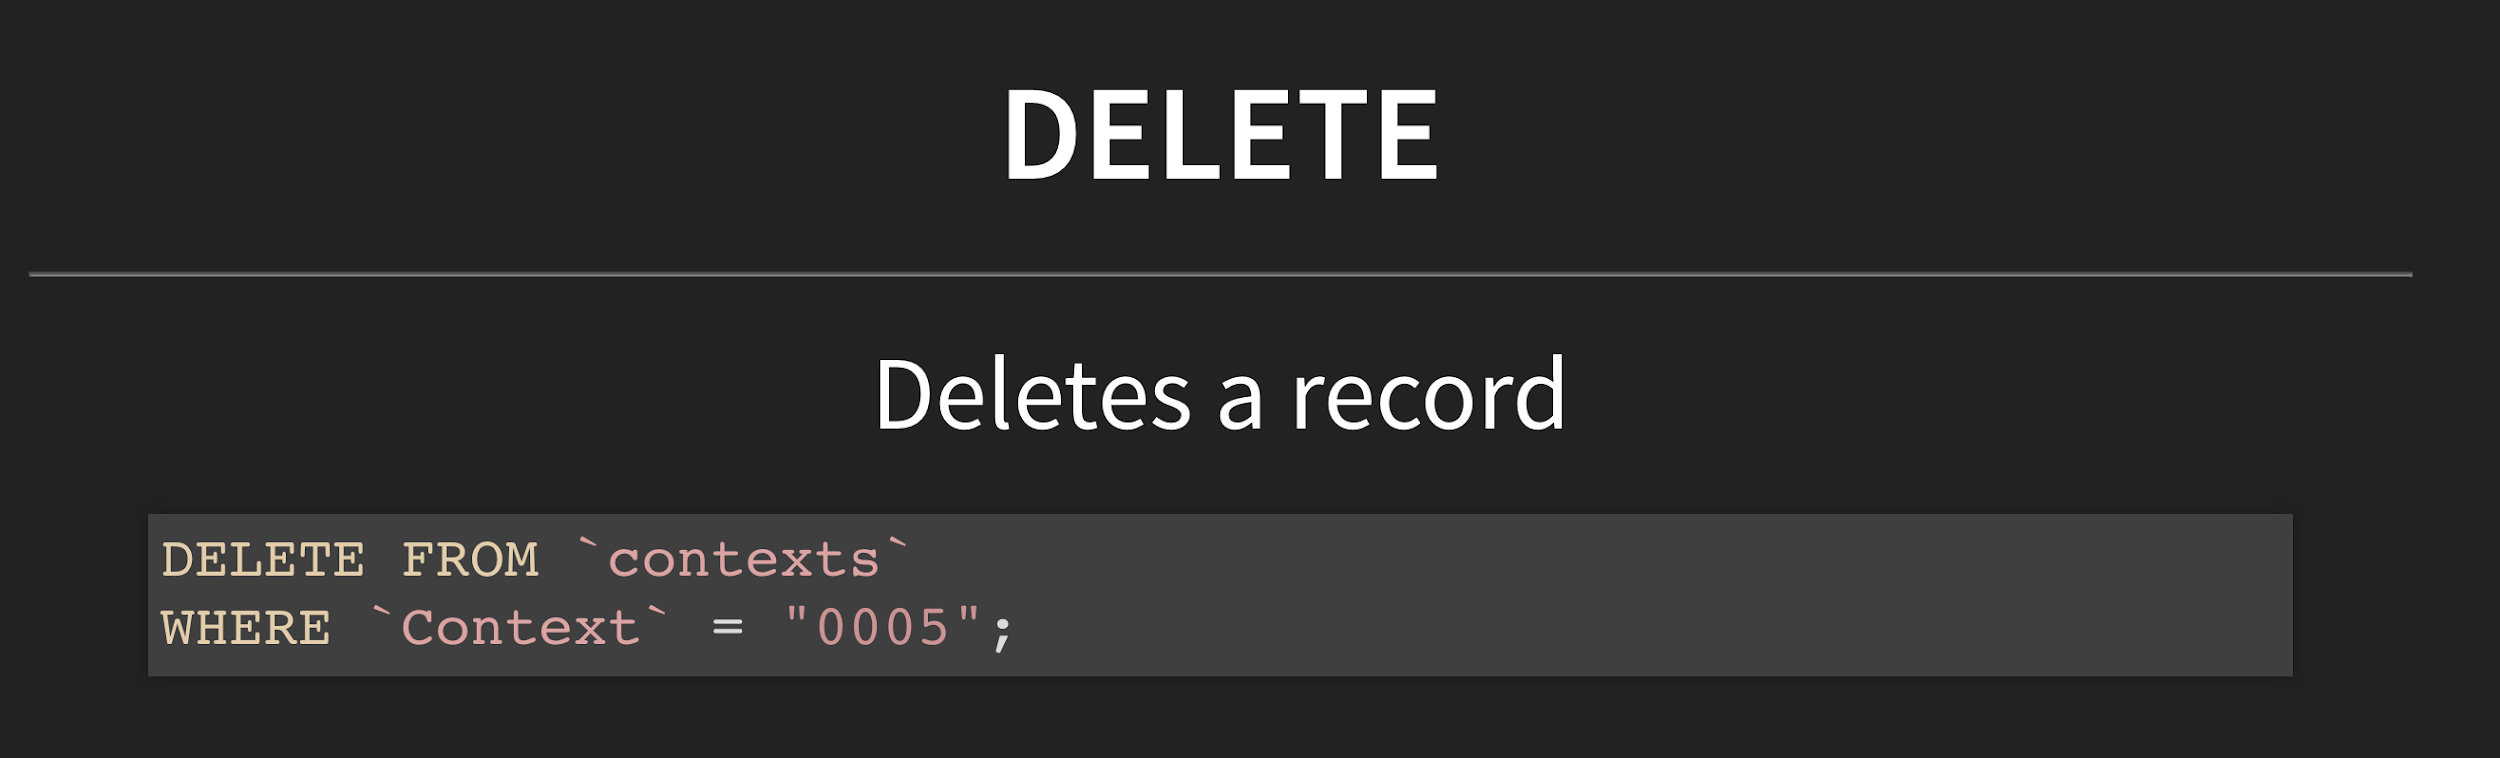 DELETE
Deletes a record
DELETE FROM `contexts`
WHERE `Context` = "0005";